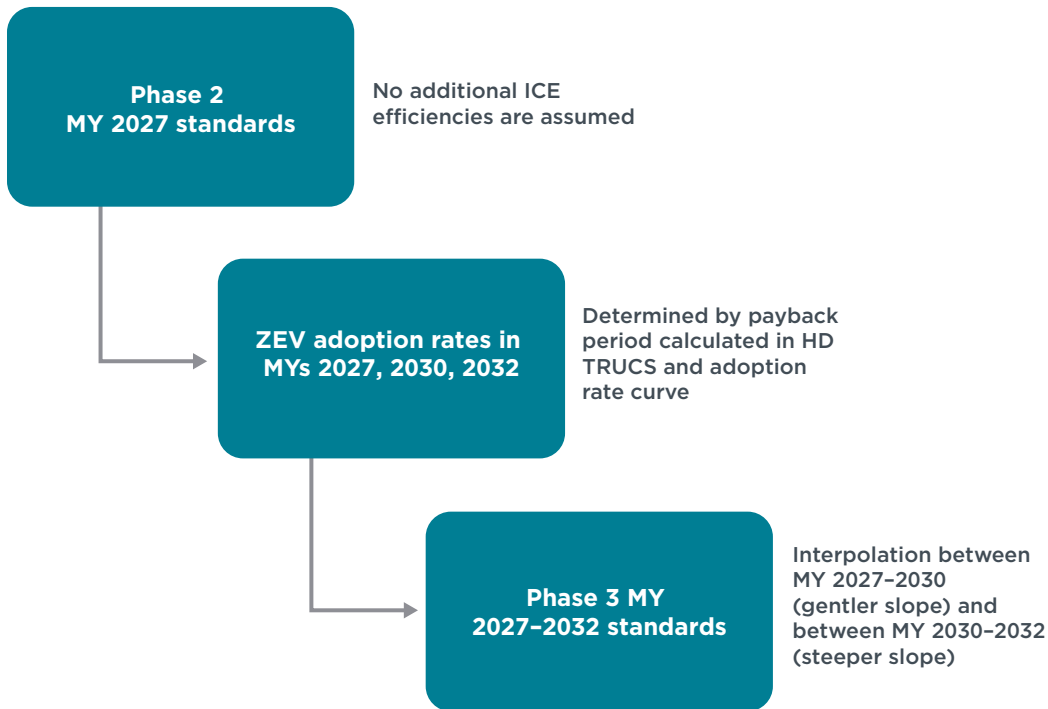 Phase 2
MY 2027 standards
No additional ICE
efficiencies are assumed
ZEV adoption rates in
MYs 2027, 2030, 2032
Determined by payback
period calculated in HD
TRUCS and adoption
rate curve
Phase 3 MY
2027–2032 standards
Interpolation between
MY 2027–2030
(gentler slope) and
between MY 2030–2032
(steeper slope)